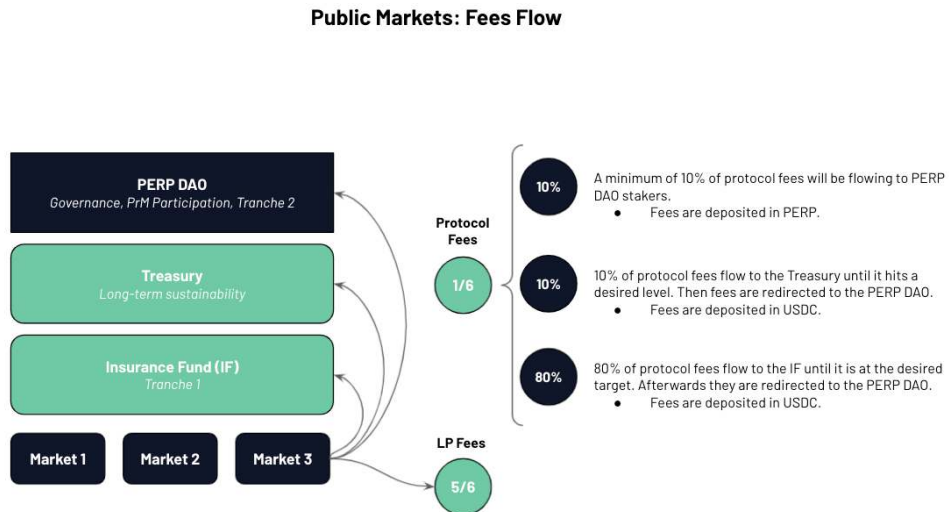 Public Markets: Fees Flow
PERP DAO
Governance, PrM Participation, Tranche 2
Treasury
Long-term sustainability
Insurance Fund (IF)
Tranche 1
Market 1
Market 2
Market 3
Protocol
Fees
1/6
LP Fees
5/6
10%
A minimum of 10% of protocol fees will be flowing to PERP
DAO stakers.
● Fees are deposited in PERP.
10%
10% of protocol fees flow to the Treasury until it hits a
desired level. Then fees are redirected to the PERP DAO.
● Fees are deposited in USDC.
80%
80% of protocol fees flow to the IF until it is at the desired
target. Afterwards they are redirected to the PERP DAO.
● Fees are deposited in USDC.